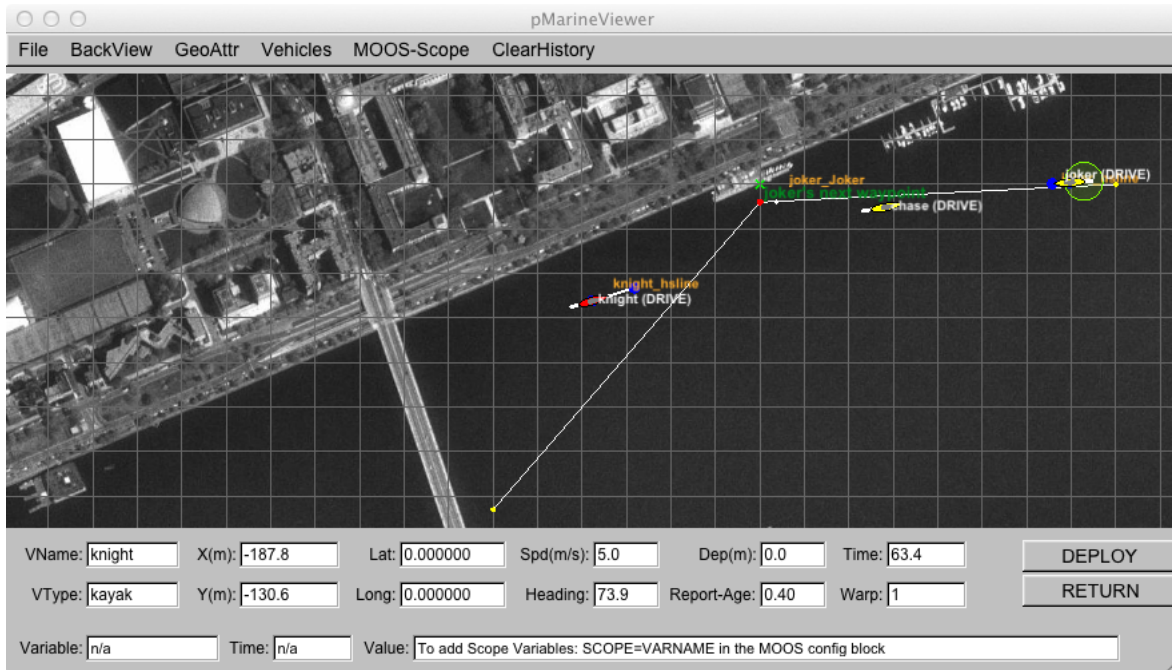 pMarineViewer
File BackView GeoAttr Vehicles MOOS-Scope ClearHistory
joker_Joker
joker (DRIVE)
joker's next waypoint
chase (DRIVE)
knight_hsline
knight (DRIVE)
VName: knight X(m): -187.8 Lat: 0.000000 Spd(m/s): 5.0 Dep(m): 0.0 Time: 63.4 DEPLOY
VType: kayak Y(m): -130.6 Long: 0.000000 Heading: 73.9 Report-Age: 0.40 Warp: 1 RETURN
Variable: n/a Time: n/a Value: To add Scope Variables: SCOPE=VARNAME in the MOOS config block